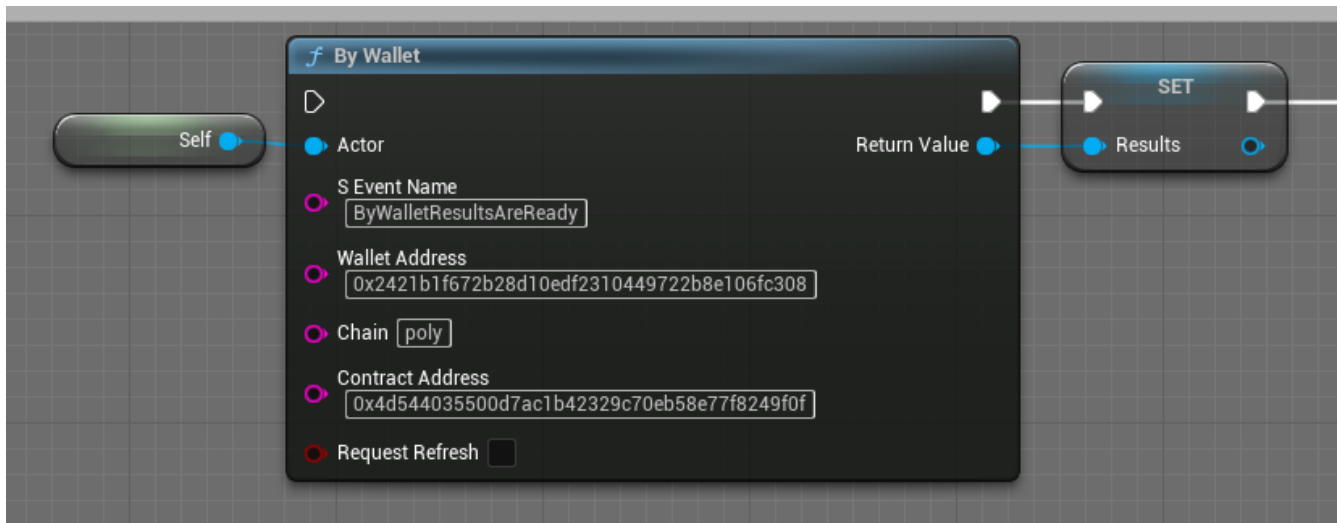 f By Wallet
SET
Self
Actor
Return Value
Results
S Event Name
ByWalletResultsAreReady
Wallet Address
0x2421b1f672b28d10edf2310449722b8e106fc308
Chain poly
Contract Address
0x4d544035500d7ac1b42329c70eb58e77f8249f0f
Request Refresh